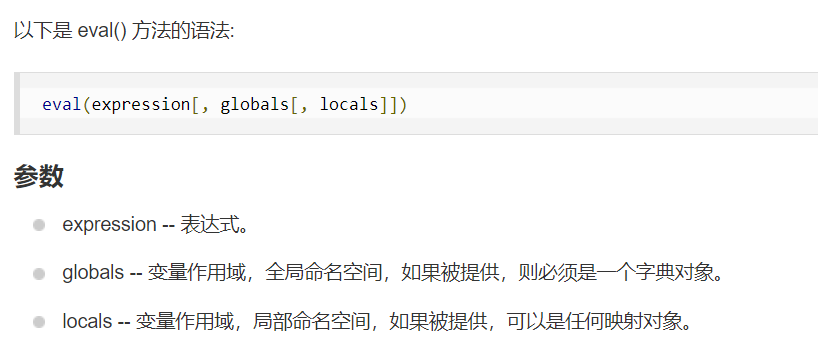 以下是 eval() 方法的语法:
eval(expression[, globals[, locals]])
参数
expression -- 表达式。
globals -- 变量作用域，全局命名空间，如果被提供，则必须是一个字典对象。
locals -- 变量作用域，局部命名空间，如果被提供，可以是任何映射对象。